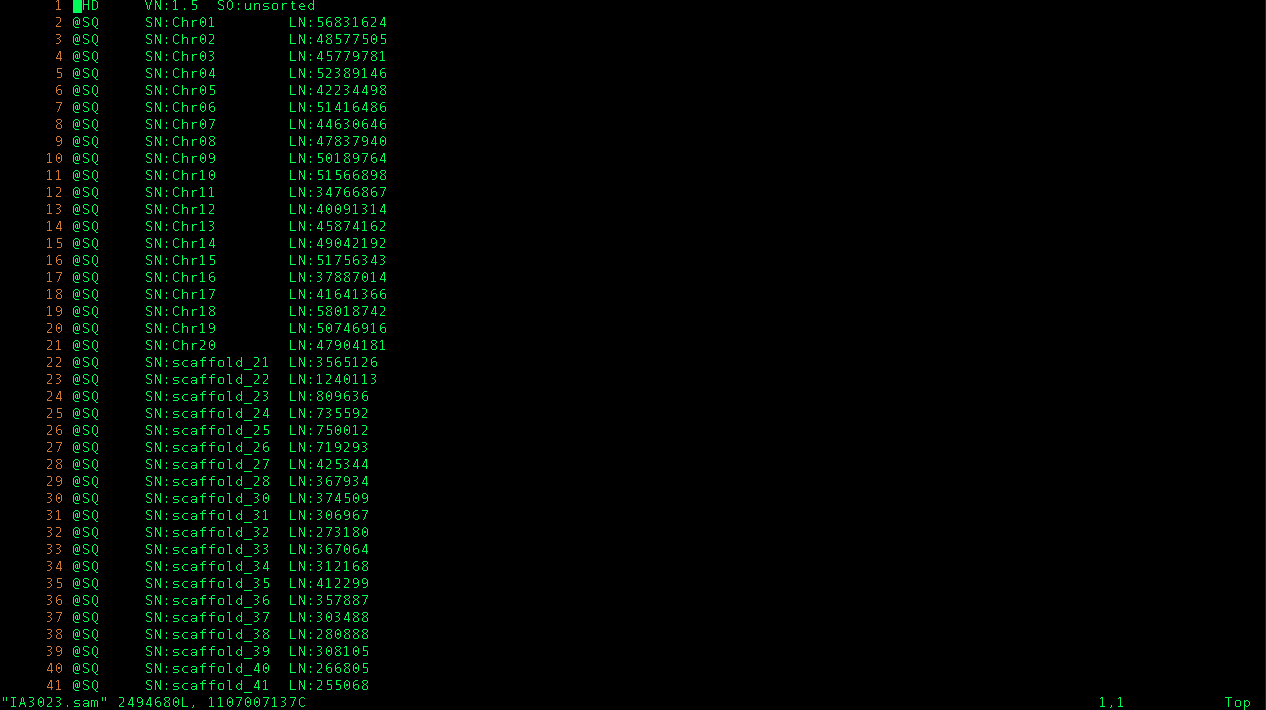 1 @HD VN:1.5 SO:unsorted
2 @SQ SN:Chr01 LN:56831624
3 @SQ SN:Chr02 LN:48577505
4 @SQ SN:Chr03 LN:45779781
5 @SQ SN:Chr04 LN:52389146
6 @SQ SN:Chr05 LN:42234498
7 @SQ SN:Chr06 LN:51416486
8 @SQ SN:Chr07 LN:44630646
9 @SQ SN:Chr08 LN:47837940
10 @SQ SN:Chr09 LN:50189764
11 @SQ SN:Chr10 LN:51566898
12 @SQ SN:Chr11 LN:34766867
13 @SQ SN:Chr12 LN:40091314
14 @SQ SN:Chr13 LN:45874162
15 @SQ SN:Chr14 LN:49042192
16 @SQ SN:Chr15 LN:51756343
17 @SQ SN:Chr16 LN:37887014
18 @SQ SN:Chr17 LN:41641366
19 @SQ SN:Chr18 LN:58018742
20 @SQ SN:Chr19 LN:50746916
21 @SQ SN:Chr20 LN:47904181
22 @SQ SN:scaffold_21 LN:3565126
23 @SQ SN:scaffold_22 LN:1240113
24 @SQ SN:scaffold_23 LN:809636
25 @SQ SN:scaffold_24 LN:735592
26 @SQ SN:scaffold_25 LN:750012
27 @SQ SN:scaffold_26 LN:719293
28 @SQ SN:scaffold_27 LN:425344
29 @SQ SN:scaffold_28 LN:367934
30 @SQ SN:scaffold_30 LN:374509
31 @SQ SN:scaffold_31 LN:306967
32 @SQ SN:scaffold_32 LN:273180
33 @SQ SN:scaffold_33 LN:367064
34 @SQ SN:scaffold_34 LN:312168
35 @SQ SN:scaffold_35 LN:412299
36 @SQ SN:scaffold_36 LN:357887
37 @SQ SN:scaffold_37 LN:303488
38 @SQ SN:scaffold_38 LN:280888
39 @SQ SN:scaffold_39 LN:308105
40 @SQ SN:scaffold_40 LN:266805
41 @SQ SN:scaffold_41 LN:255068
"IA3023.sam" 2494680L, 1107007137C 1,1 Top